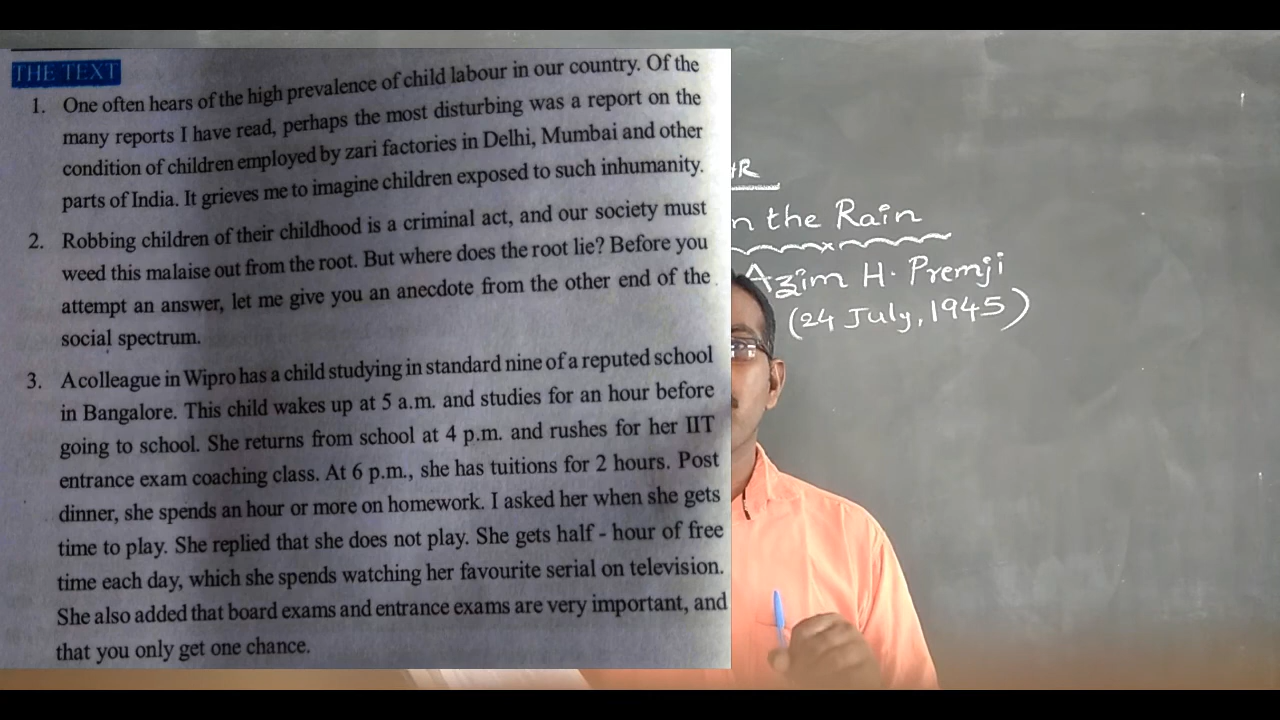 THE TEXT
1. One often hears of the high prevalence of child labour in our country. Of the
many reports I have read, perhaps the most disturbing was a report on the
condition of children employed by zari factories in Delhi, Mumbai and other
parts of India. It grieves me to imagine children exposed to such inhumanity.
2. Robbing children of their childhood is a criminal act, and our society must
weed this malaise out from the root. But where does the root lie? Before you
attempt an answer, let me give you an anecdote from the other end of the
social spectrum.
3. A colleague in Wipro has a child studying in standard nine of a reputed school
in Bangalore. This child wakes up at 5 a.m. and studies for an hour before
going to school. She returns from school at 4 p.m. and rushes for her IIT
entrance exam coaching class. At 6 p.m., she has tuitions for 2 hours. Post
dinner, she spends an hour or more on homework. I asked her when she gets
time to play. She replied that she does not play. She gets half - hour of free
time each day, which she spends watching her favourite serial on television.
She also added that board exams and entrance exams are very important, and
that you only get one chance.
n the Rain
Azim H. Premji
(24 July, 1945)